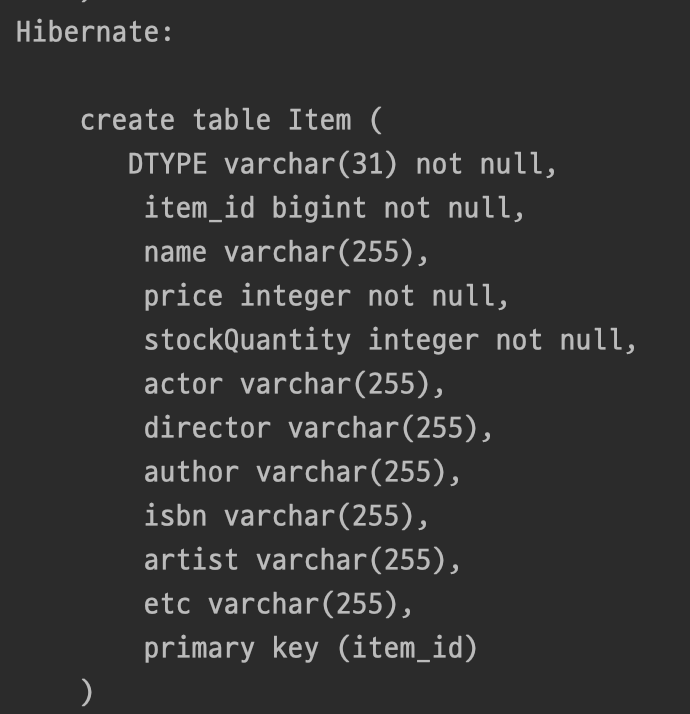 Hibernate:
create table Item (
DTYPE varchar(31) not null,
item_id bigint not null,
name varchar(255),
price integer not null,
stockQuantity integer not null,
actor varchar(255),
director varchar(255),
author varchar(255),
isbn varchar(255),
artist varchar(255),
etc varchar(255),
primary key (item_id)
)